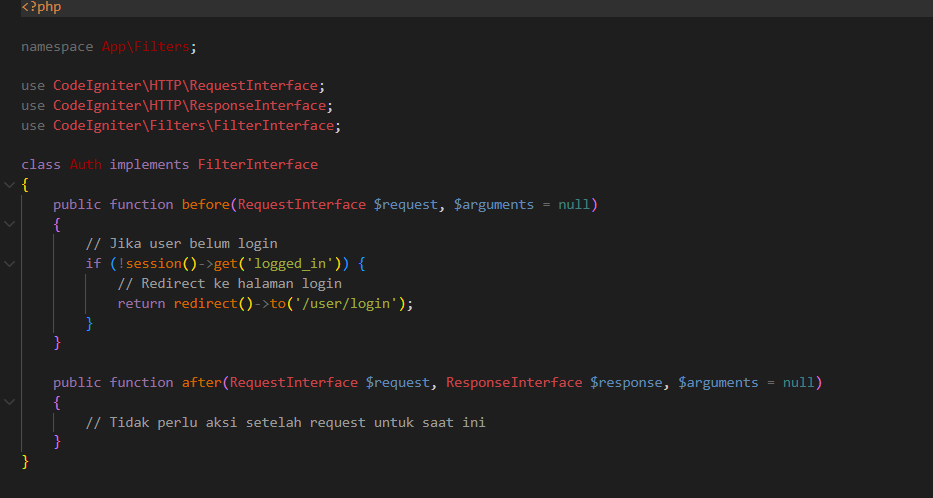 <?php
namespace App\Filters;
use CodeIgniter\HTTP\RequestInterface;
use CodeIgniter\HTTP\ResponseInterface;
use CodeIgniter\Filters\FilterInterface;
class Auth implements FilterInterface
{
public function before(RequestInterface $request, $arguments = null)
{
// Jika user belum login
if (!session()->get('logged_in')) {
// Redirect ke halaman login
return redirect()->to('/user/login');
}
}
public function after(RequestInterface $request, ResponseInterface $response, $arguments = null)
{
// Tidak perlu aksi setelah request untuk saat ini
}
}